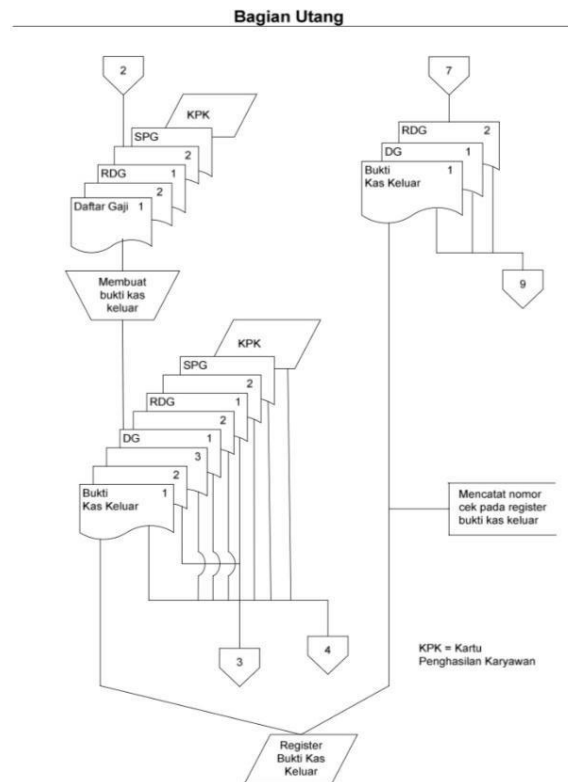 Bagian Utang
2
KPK
SPG
2
RDG 1
2
Daftar Gaji 1
Membuat
bukti kas
keluar
KPK
SPG
2
RDG 1
2
DG 1
3
2
Bukti 1
Kas Keluar
3
4
7
RDG 2
DG 1
Bukti 1
Kas Keluar
9
Mencatat nomor
cek pada register
bukti kas keluar
KPK = Kartu
Penghasilan Karyawan
Register
Bukti Kas
Keluar